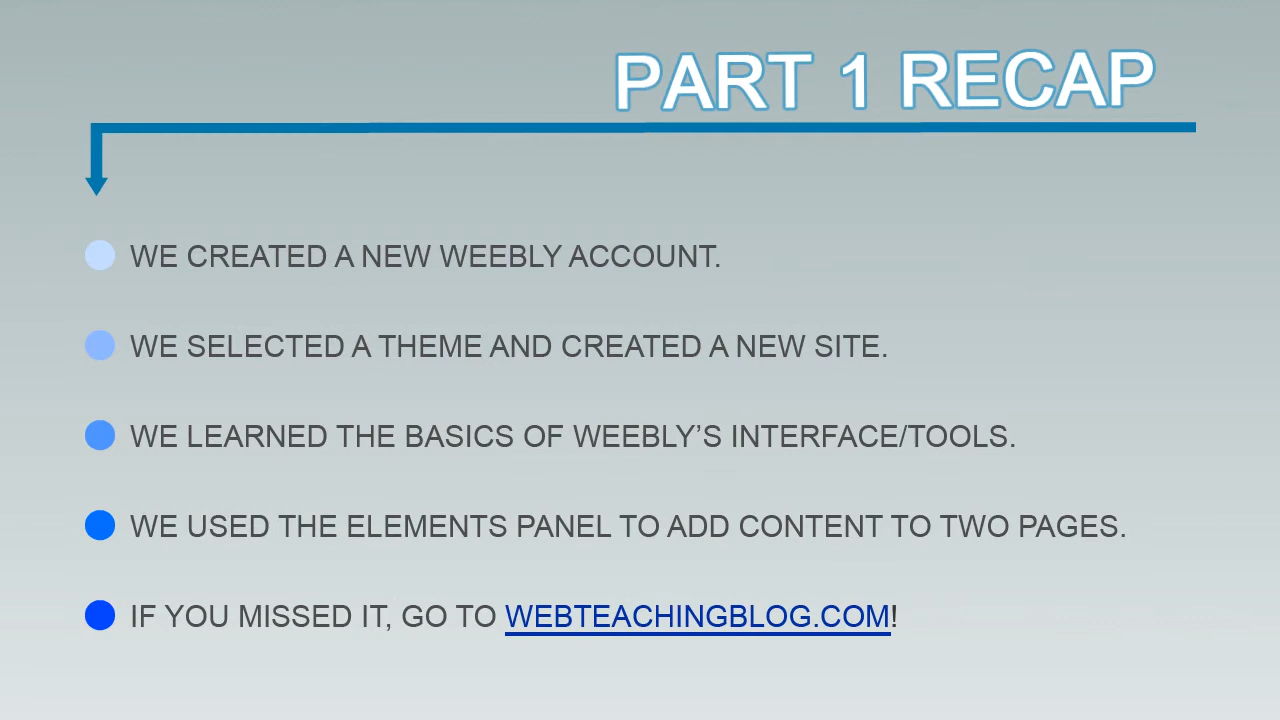 PART 1 RECAP
WE CREATED A NEW WEEBLY ACCOUNT.
WE SELECTED A THEME AND CREATED A NEW SITE.
WE LEARNED THE BASICS OF WEEBLY’S INTERFACE/TOOLS.
WE USED THE ELEMENTS PANEL TO ADD CONTENT TO TWO PAGES.
IF YOU MISSED IT, GO TO WEBTEACHINGBLOG.COM!